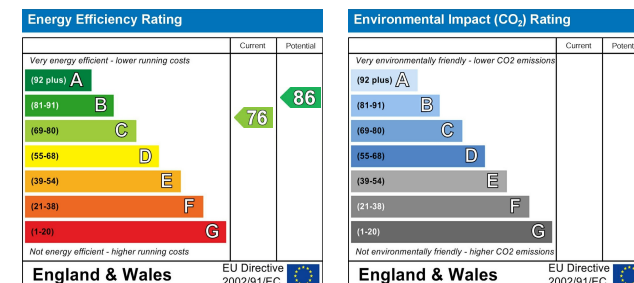 Energy Efficiency Rating
Current Potential
Very energy efficient - lower running costs
(92 plus) A
(81-91) B
(69-80) C
(55-68) D
(39-54) E
(21-38) F
(1-20) G
76
86
Not energy efficient - higher running costs
England & Wales
EU Directive
2002/91/EC
Environmental Impact (CO₂) Rating
Current Potent
Very environmentally friendly - lower CO2 emissions
(92 plus) A
(81-91) B
(69-80) C
(55-68) D
(39-54) E
(21-38) F
(1-20) G
Not environmentally friendly - higher CO2 emissions
England & Wales
EU Directive
2002/91/EC